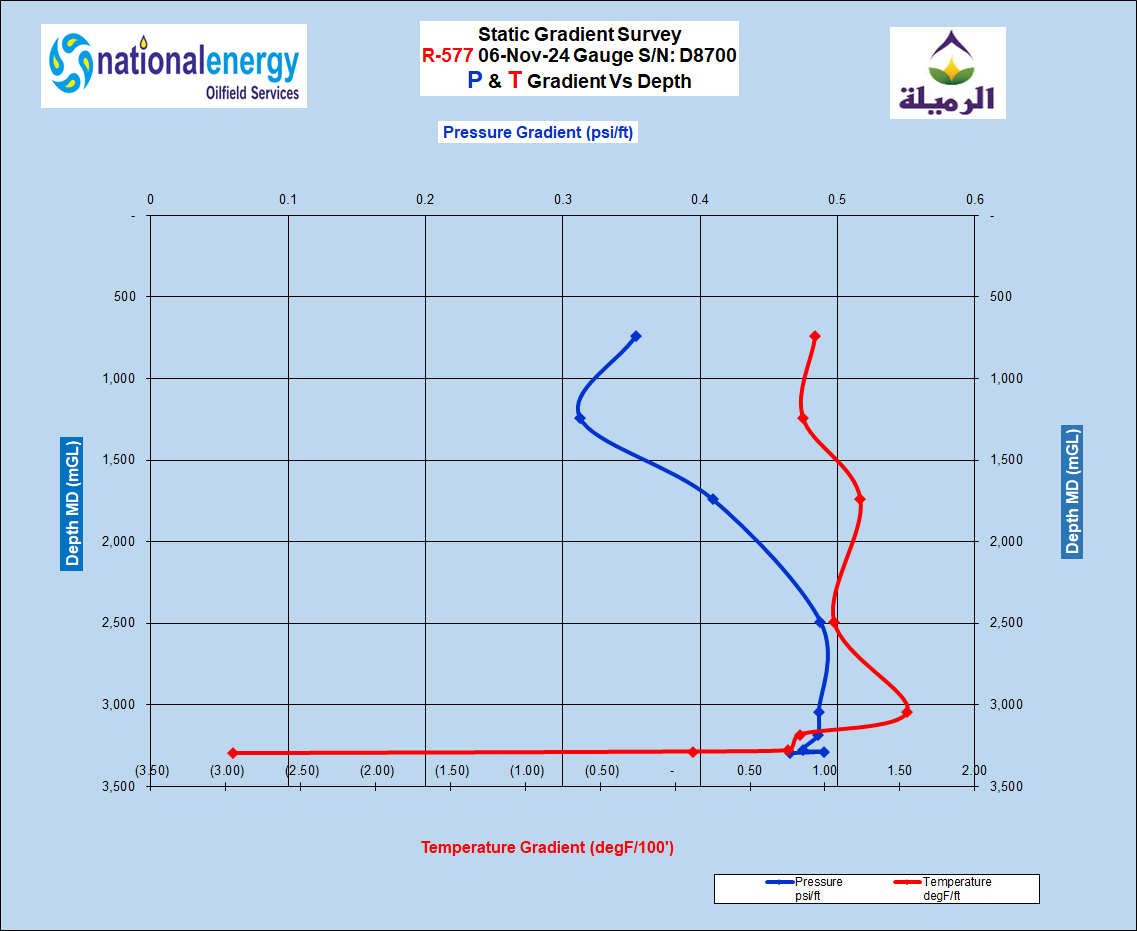 nationalenergy
Oilfield Services
Static Gradient Survey
R-577 06-Nov-24 Gauge S/N: D8700
P & T Gradient Vs Depth
الرميلة
Pressure Gradient (psi/ft)
0 0.1 0.2 0.3 0.4 0.5 0.6
- -
500 500
1,000 1,000
1,500 1,500
Depth MD (mGL) Depth MD (mGL)
2,000 2,000
2,500 2,500
3,000 3,000
(3.50) (3.00) (2.50) (2.00) (1.50) (1.00) (0.50) - 0.50 1.00 1.50 2.00
3,500 3,500
Temperature Gradient (degF/100')
Pressure Temperature
psi/ft degF/ft